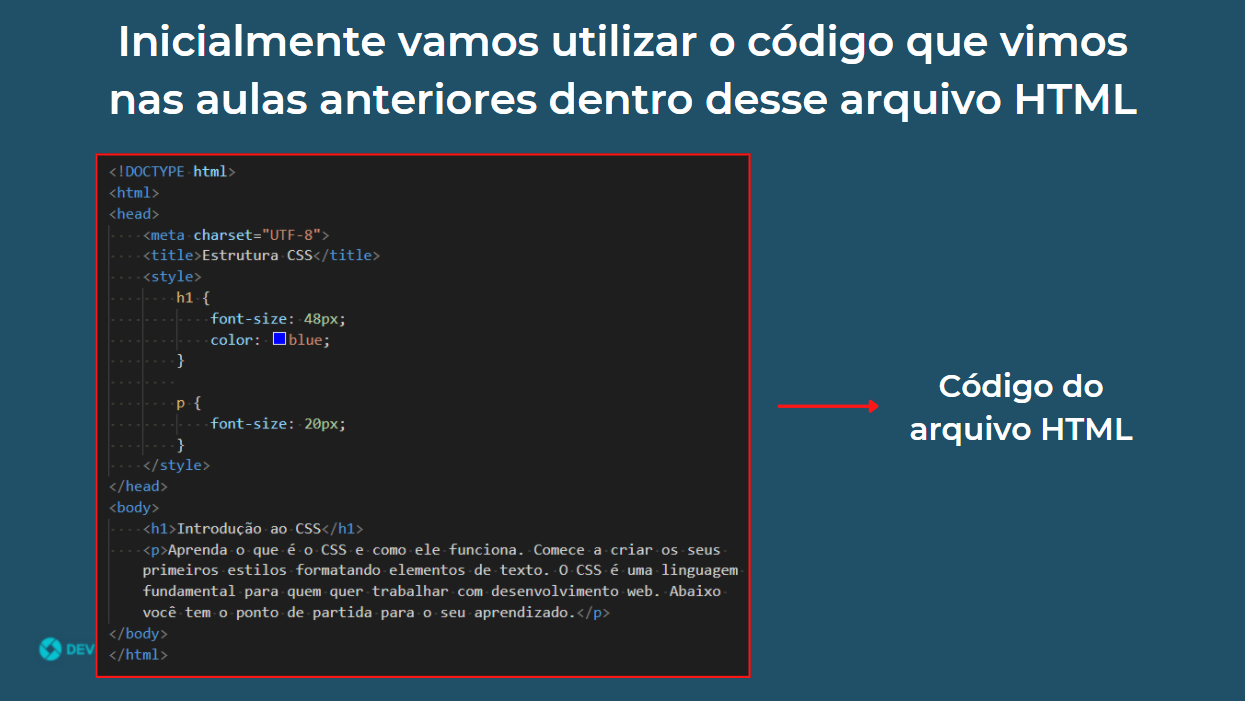 Inicialmente vamos utilizar o código que vimos
nas aulas anteriores dentro desse arquivo HTML
<!DOCTYPE html>
<html>
<head>
    <meta charset="UTF-8">
    <title>Estrutura CSS</title>
    <style>
        h1 {
            font-size: 48px;
            color: blue;
        }

        p {
            font-size: 20px;
        }
    </style>
</head>
<body>
    <h1>Introdução ao CSS</h1>
    <p>Aprenda o que é o CSS e como ele funciona. Comece a criar os seus
    primeiros estilos formatando elementos de texto. O CSS é uma linguagem
    fundamental para quem quer trabalhar com desenvolvimento web. Abaixo
    você tem o ponto de partida para o seu aprendizado.</p>
</body>
</html>
Código do
arquivo HTML
DEV